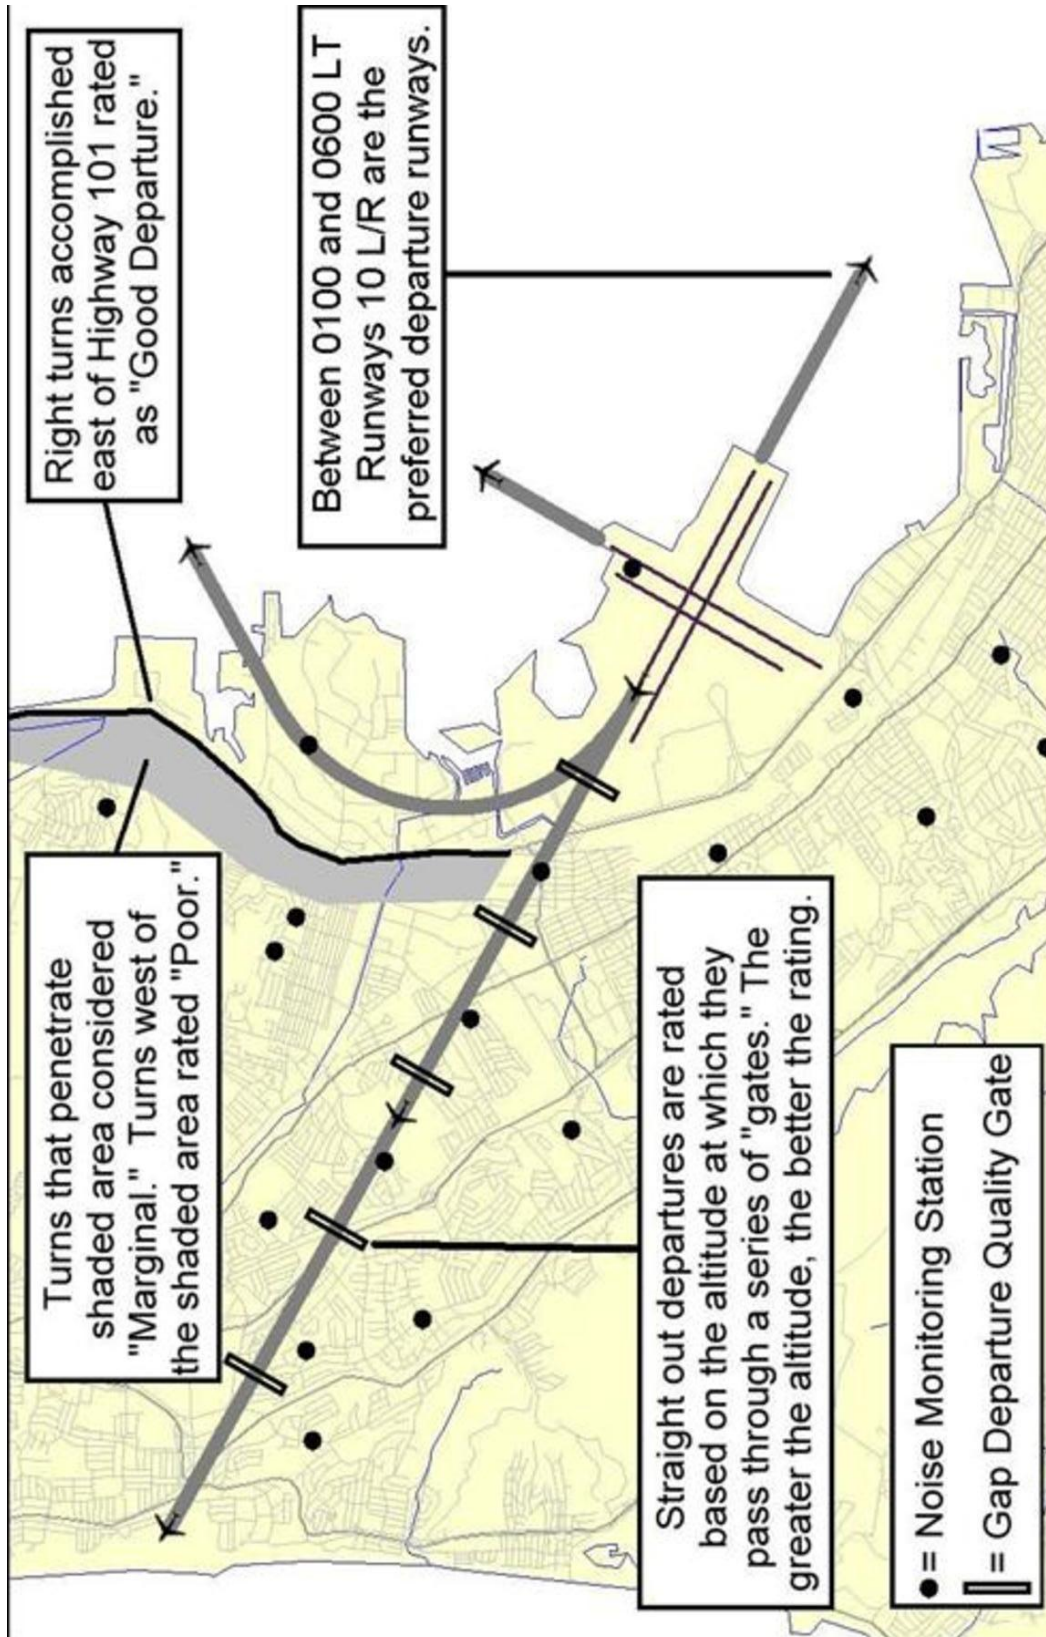 Turns that penetrate
shaded area considered
"Marginal." Turns west of
the shaded area rated "Poor."
Right turns accomplished
east of Highway 101 rated
as "Good Departure."
Between 0100 and 0600 LT
Runways 10 L/R are the
preferred departure runways.
Straight out departures are rated
based on the altitude at which they
pass through a series of "gates." The
greater the altitude, the better the rating.
= Noise Monitoring Station
= Gap Departure Quality Gate